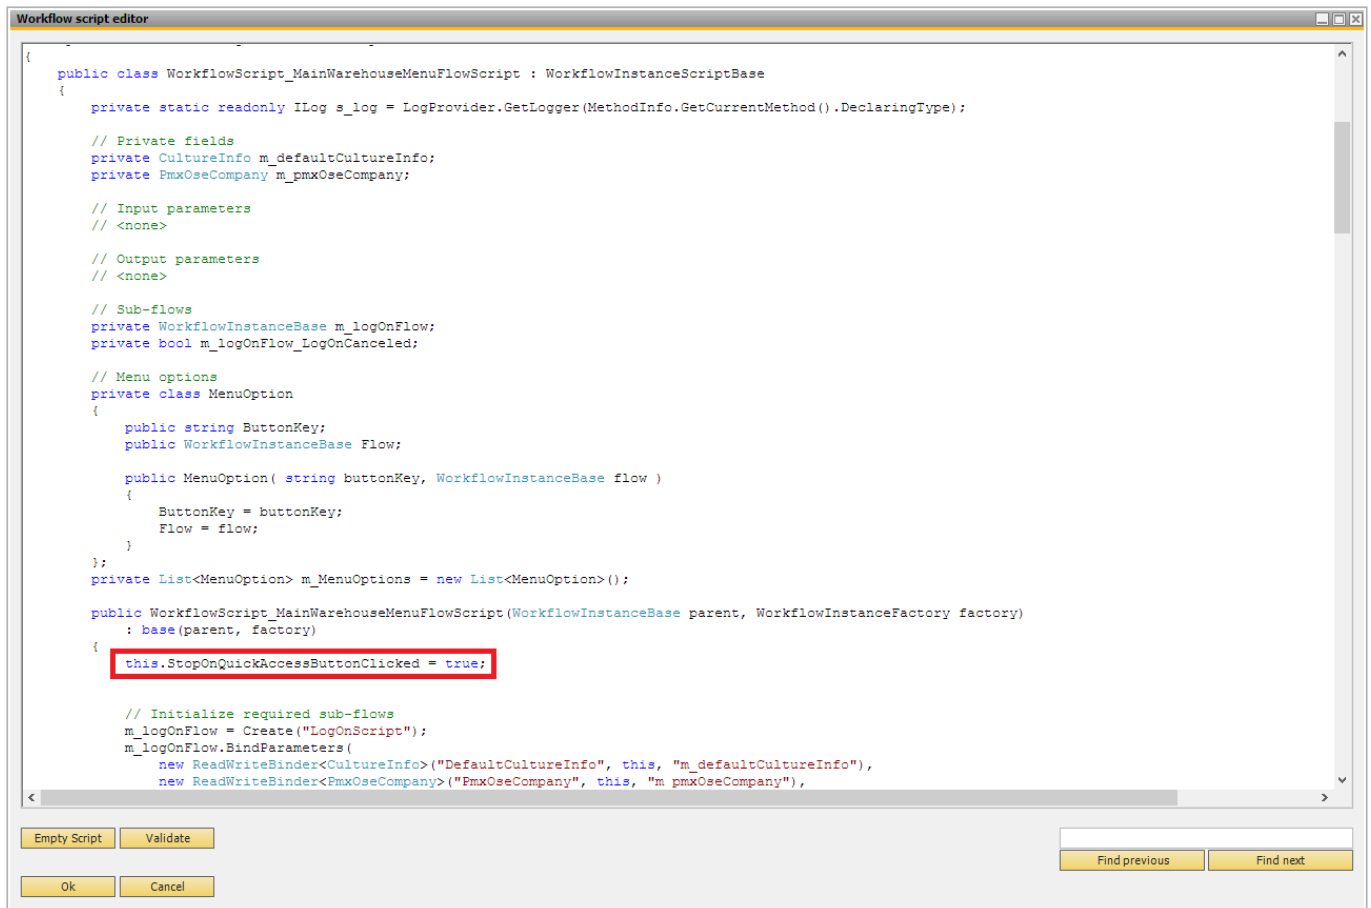 Workflow script editor
{
public class WorkflowScript_MainWarehouseMenuFlowScript : WorkflowInstanceScriptBase
{
private static readonly ILog s_log = LogProvider.GetLogger(MethodInfo.GetCurrentMethod().DeclaringType);
// Private fields
private CultureInfo m_defaultCultureInfo;
private PmxOseCompany m_pmxOseCompany;
// Input parameters
// <none>
// Output parameters
// <none>
// Sub-flows
private WorkflowInstanceBase m_logOnFlow;
private bool m_logOnFlow_LogOnCanceled;
// Menu options
private class MenuOption
{
public string ButtonKey;
public WorkflowInstanceBase Flow;
public MenuOption( string buttonKey, WorkflowInstanceBase flow )
{
ButtonKey = buttonKey;
Flow = flow;
}
};
private List<MenuOption> m_MenuOptions = new List<MenuOption>();
public WorkflowScript_MainWarehouseMenuFlowScript(WorkflowInstanceBase parent, WorkflowInstanceFactory factory)
: base(parent, factory)
{
this.StopOnQuickAccessButtonClicked = true;
// Initialize required sub-flows
m_logOnFlow = Create("LogOnScript");
m_logOnFlow.BindParameters(
new ReadWriteBinder<CultureInfo>("DefaultCultureInfo", this, "m_defaultCultureInfo"),
new ReadWriteBinder<PmxOseCompany>("PmxOseCompany", this, "m_pmxOseCompany"),
Empty Script
Validate
Find previous
Find next
Ok
Cancel